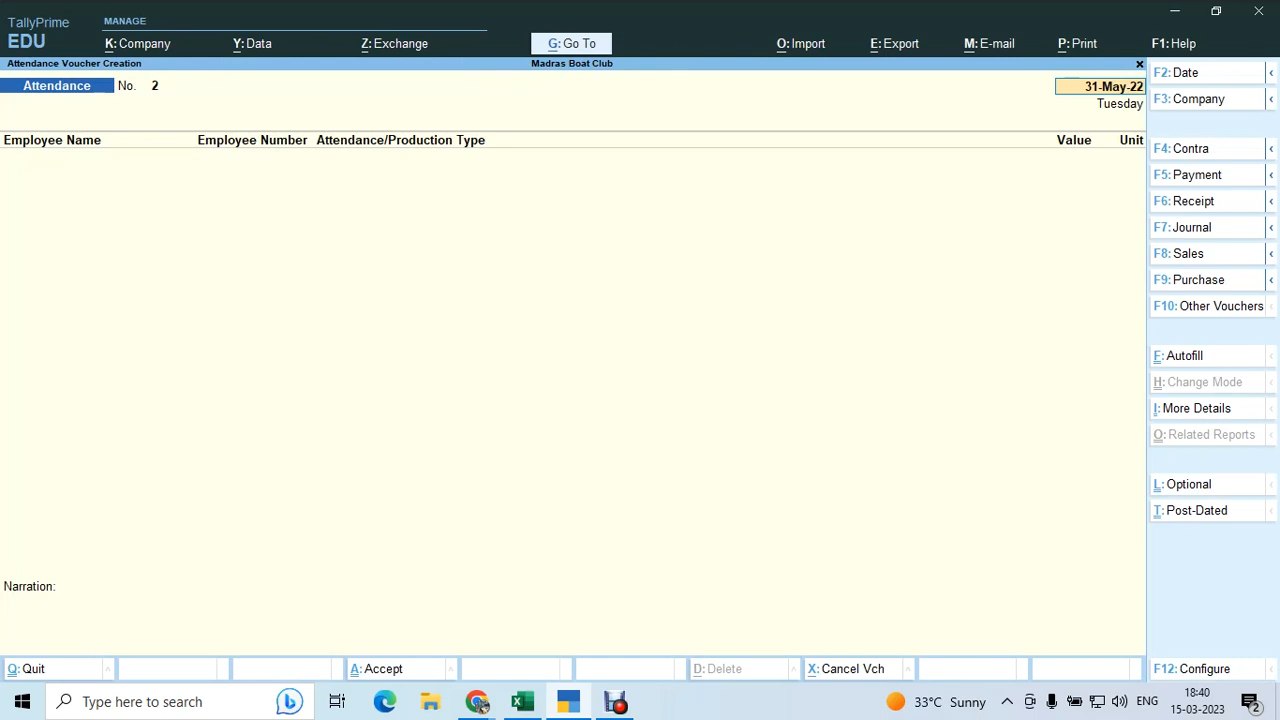 TallyPrime
EDU
MANAGE
K: Company
Y: Data
Z: Exchange
G: Go To
O: Import
E: Export
M: E-mail
P: Print
F1: Help
Attendance Voucher Creation
Madras Boat Club
Attendance
No. 2
31-May-22
Tuesday
Employee Name
Employee Number
Attendance/Production Type
Value
Unit
F2: Date
F3: Company
F4: Contra
F5: Payment
F6: Receipt
F7: Journal
F8: Sales
F9: Purchase
F10: Other Vouchers
F: Autofill
H: Change Mode
I: More Details
O: Related Reports
L: Optional
T: Post-Dated
Narration:
Q: Quit
A: Accept
D: Delete
X: Cancel Vch
F12: Configure
Type here to search
33°C Sunny
ENG
18:40
15-03-2023
2